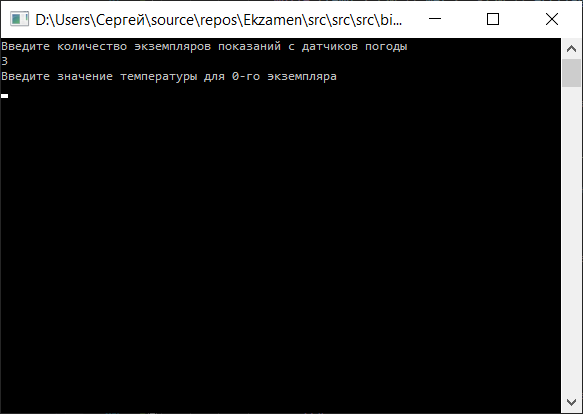 D:\Users\Сергей\source\repos\Ekzamen\src\src\src\bi...
Введите количество экземпляров показаний с датчиков погоды
3
Введите значение температуры для 0-го экземпляра